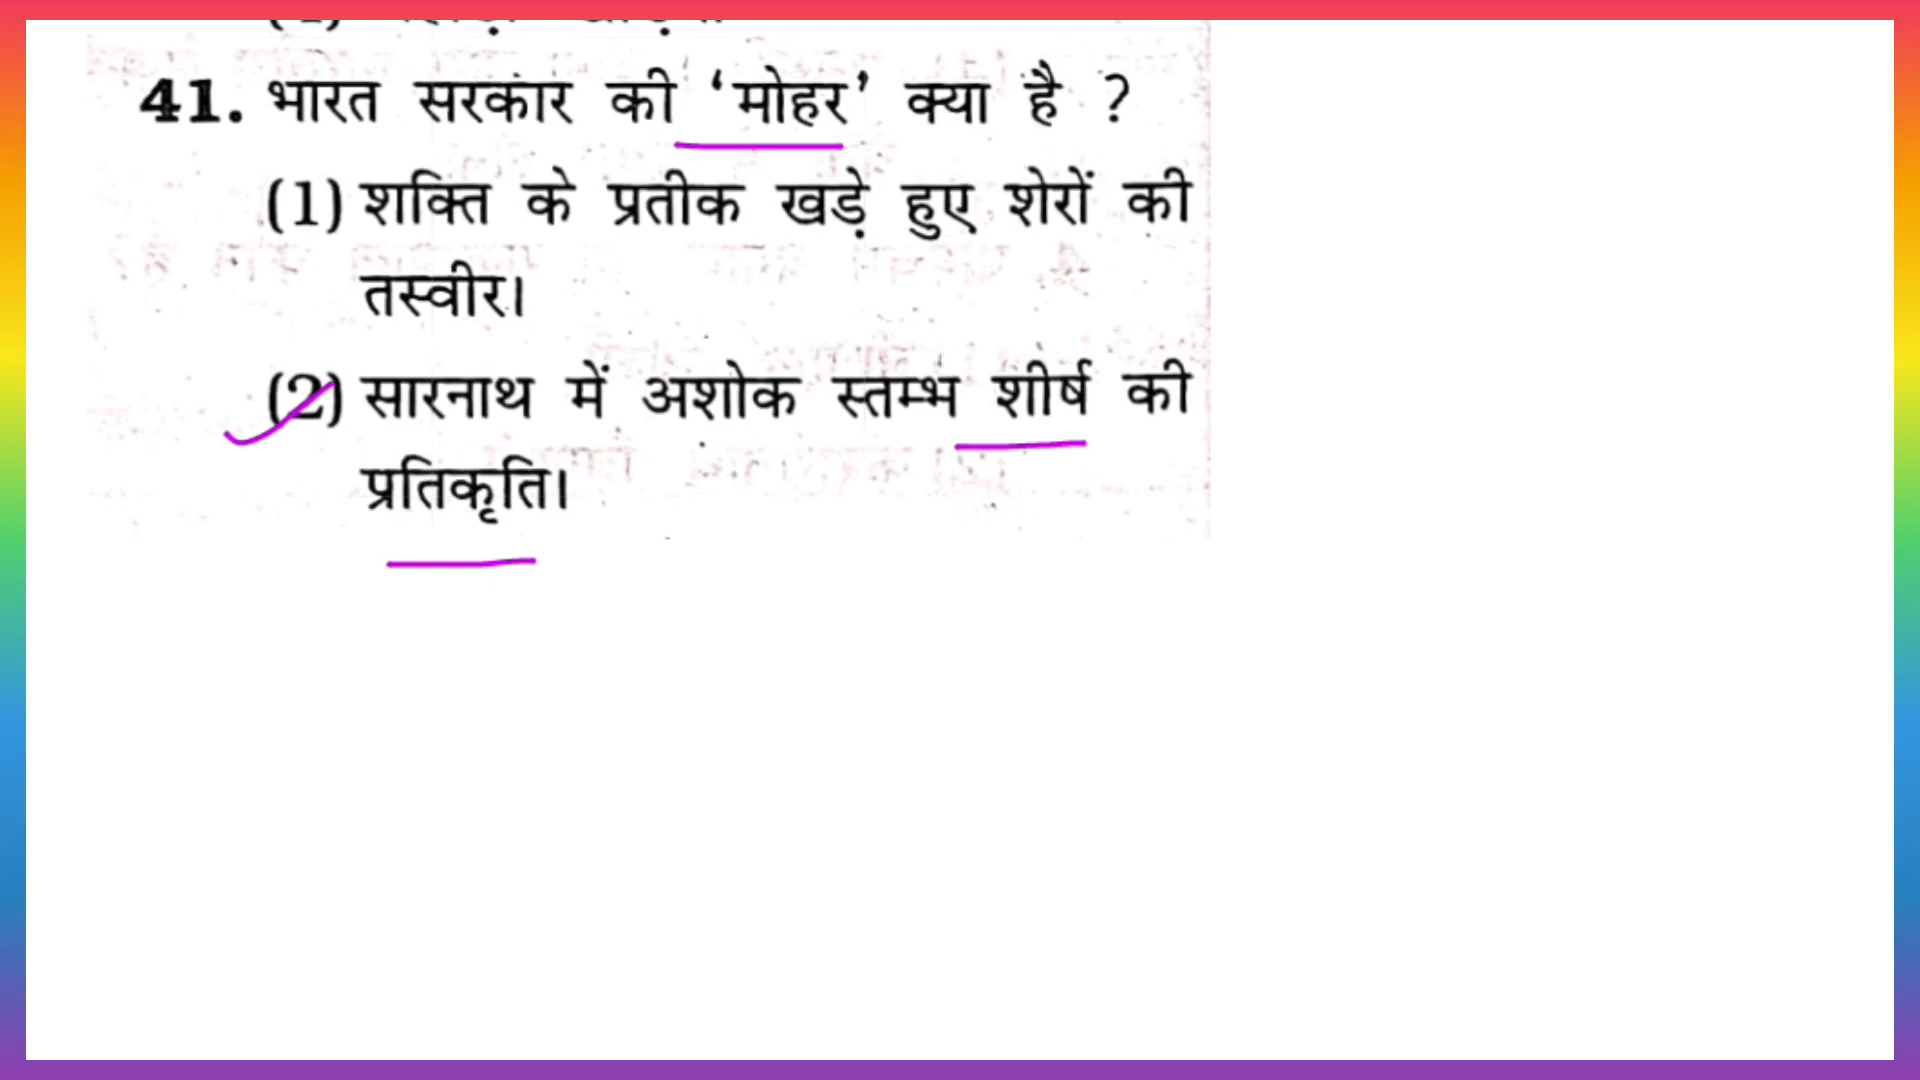 41. भारत सरकार की ‘मोहर’ क्या है ?
(1) शक्ति के प्रतीक खड़े हुए शेरों की
तस्वीर।
(2) सारनाथ में अशोक स्तम्भ शीर्ष की
प्रतिकृति।